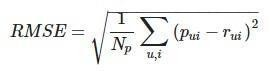 RMSE = \sqrt{\frac{1}{N_p} \sum_{u,i} (p_{ui} - r_{ui})^2}